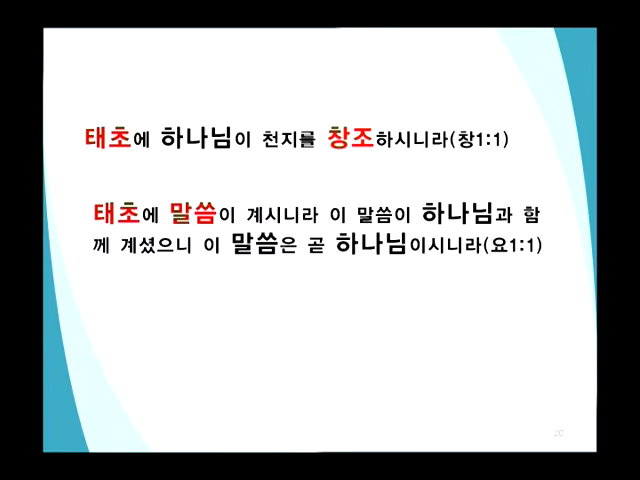 태초에 하나님이 천지를 창조하시니라(창1:1)
태초에 말씀이 계시니라 이 말씀이 하나님과 함
께 계셨으니 이 말씀은 곧 하나님이시니라(요1:1)
20